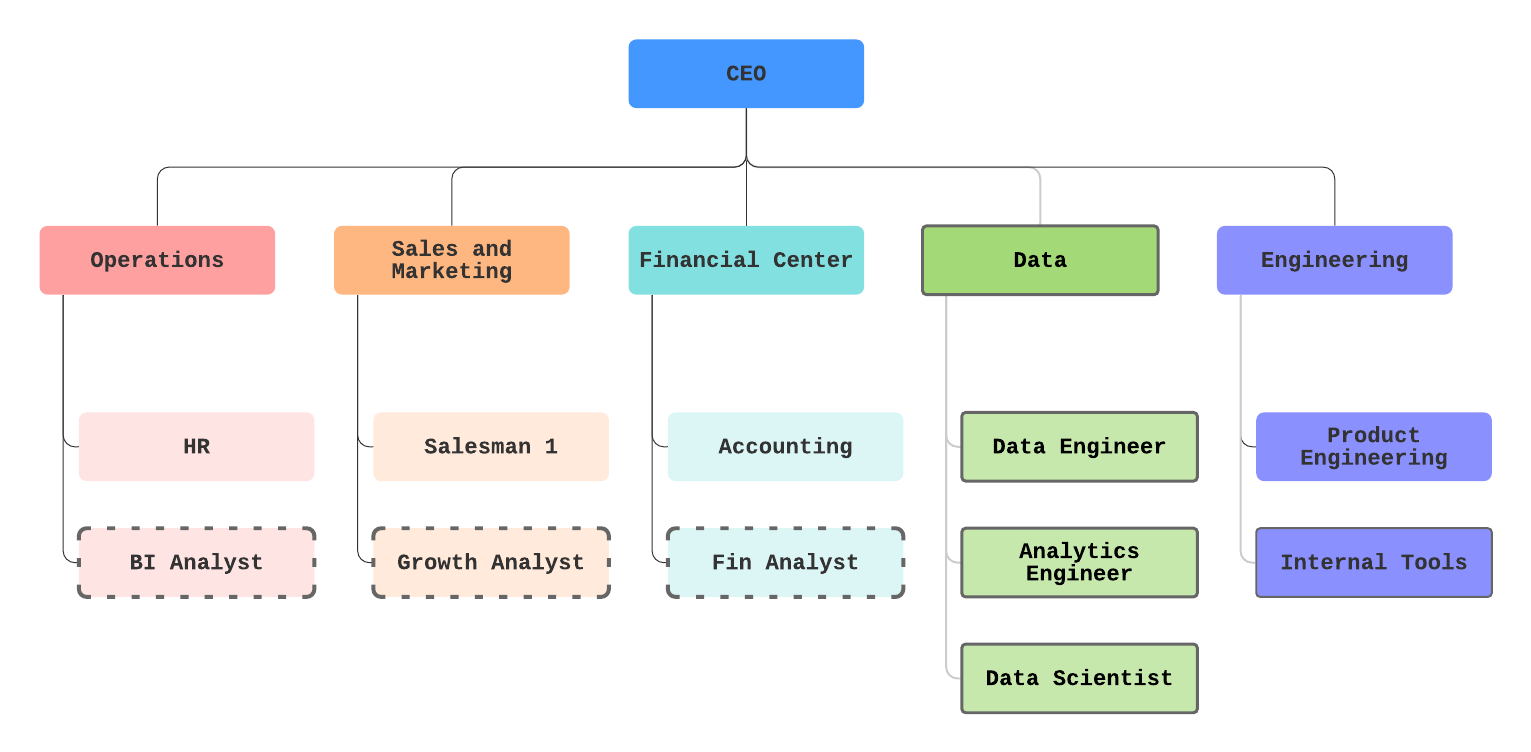 CEO
Operations
Sales and
Marketing
Financial Center
Data
Engineering
HR
Salesman 1
Accounting
Data Engineer
Product
Engineering
BI Analyst
Growth Analyst
Fin Analyst
Analytics
Engineer
Internal Tools
Data Scientist